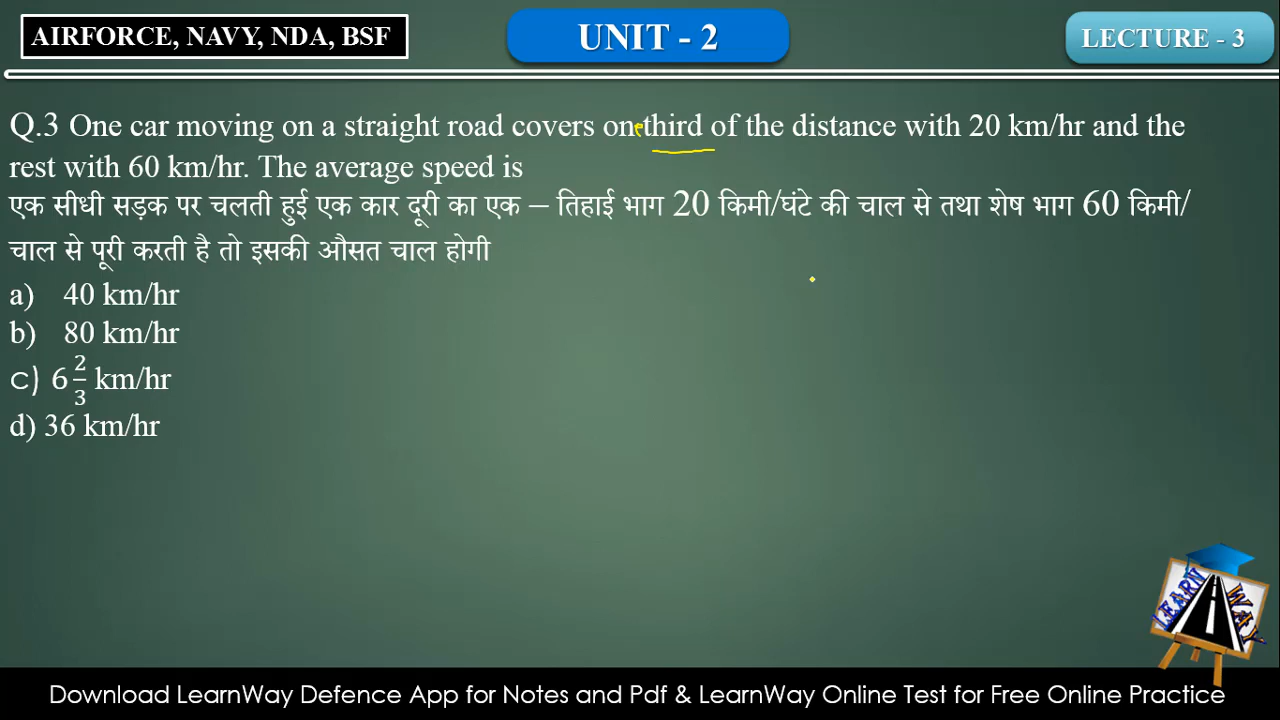 AIRFORCE, NAVY, NDA, BSF
UNIT - 2
LECTURE - 3
Q.3 One car moving on a straight road covers one third of the distance with 20 km/hr and the
rest with 60 km/hr. The average speed is
एक सीधी सड़क पर चलती हुई एक कार दूरी का एक – तिहाई भाग 20 किमी/घंटे की चाल से तथा शेष भाग 60 किमी/
चाल से पूरी करती है तो इसकी औसत चाल होगी
a) 40 km/hr
b) 80 km/hr
c) 6 2/3 km/hr
d) 36 km/hr
LEARN WAY
Download LearnWay Defence App for Notes and Pdf & LearnWay Online Test for Free Online Practice